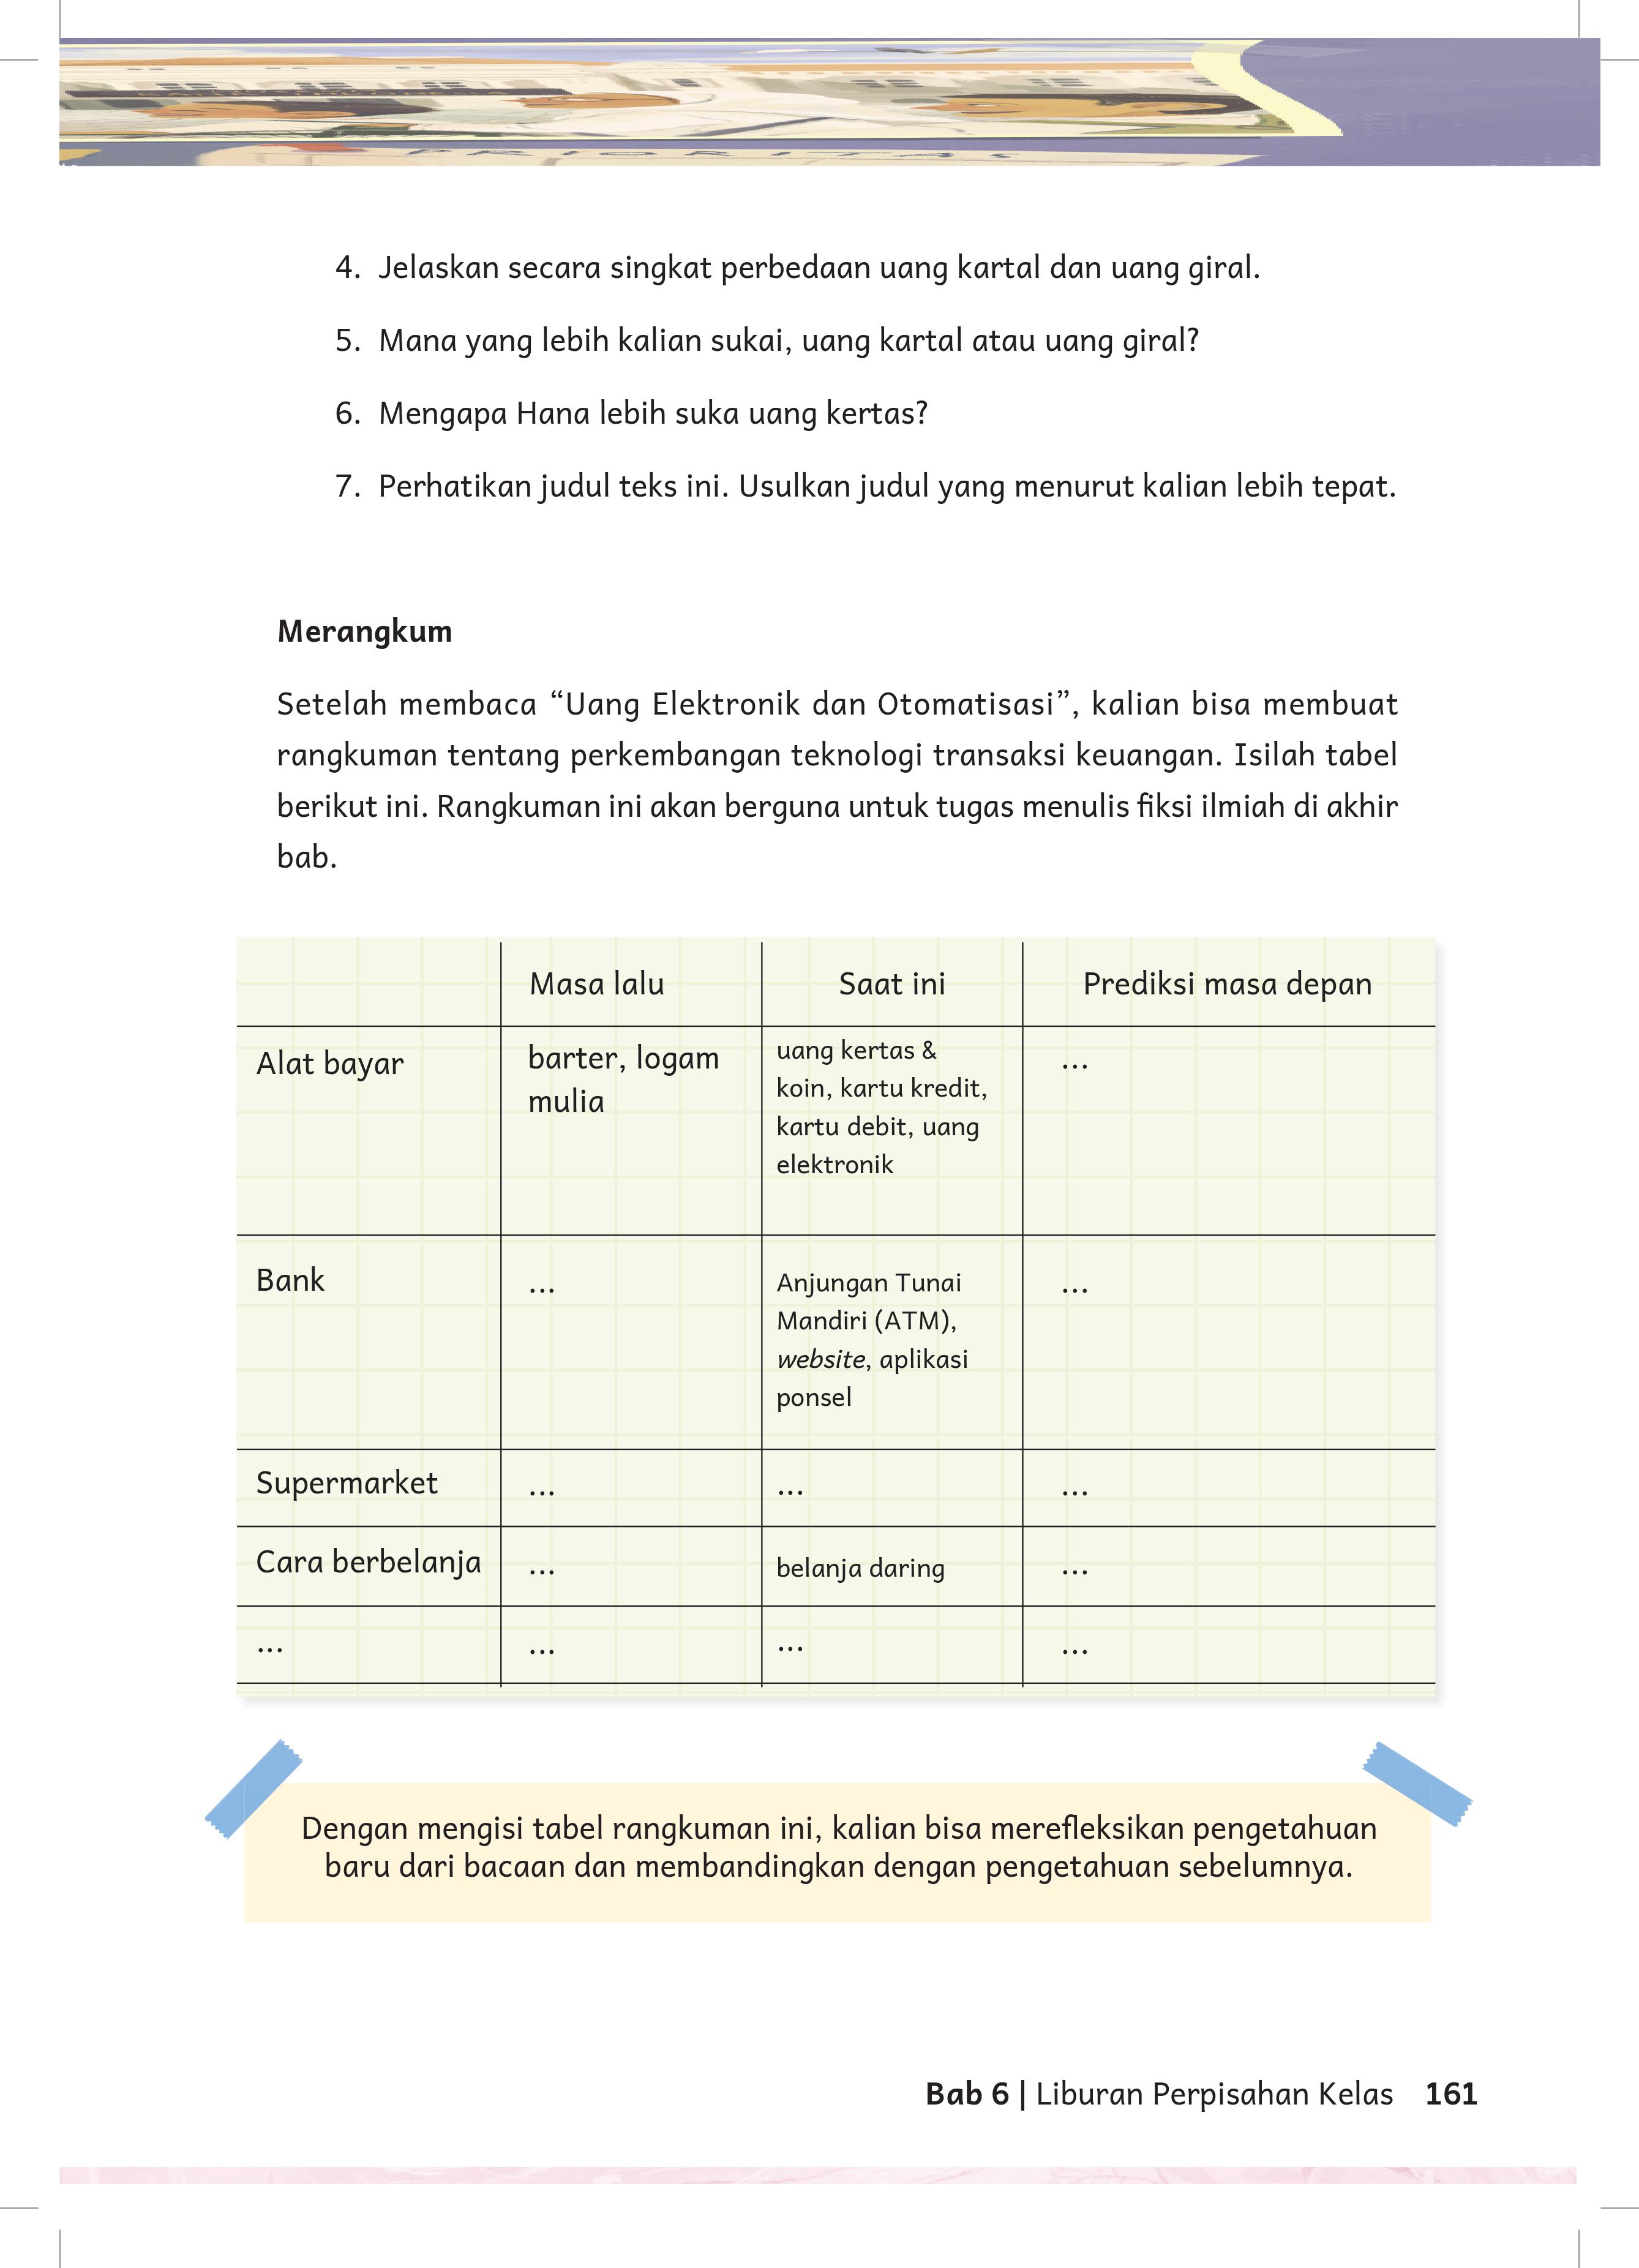 4. Jelaskan secara singkat perbedaan uang kartal dan uang giral.
5. Mana yang lebih kalian sukai, uang kartal atau uang giral?
6. Mengapa Hana lebih suka uang kertas?
7. Perhatikan judul teks ini. Usulkan judul yang menurut kalian lebih tepat.
Merangkum
Setelah membaca “Uang Elektronik dan Otomatisasi”, kalian bisa membuat
rangkuman tentang perkembangan teknologi transaksi keuangan. Isilah tabel
berikut ini. Rangkuman ini akan berguna untuk tugas menulis fiksi ilmiah di akhir
bab.
Masa lalu Saat ini Prediksi masa depan
Alat bayar
barter, logam
mulia
uang kertas &
koin, kartu kredit,
kartu debit, uang
elektronik
...
Bank
...
Anjungan Tunai
Mandiri (ATM),
website, aplikasi
ponsel
...
Supermarket ... ... ...
Cara berbelanja ... belanja daring ...
... ... ... ...
Dengan mengisi tabel rangkuman ini, kalian bisa merefleksikan pengetahuan
baru dari bacaan dan membandingkan dengan pengetahuan sebelumnya.
Bab 6 | Liburan Perpisahan Kelas 161